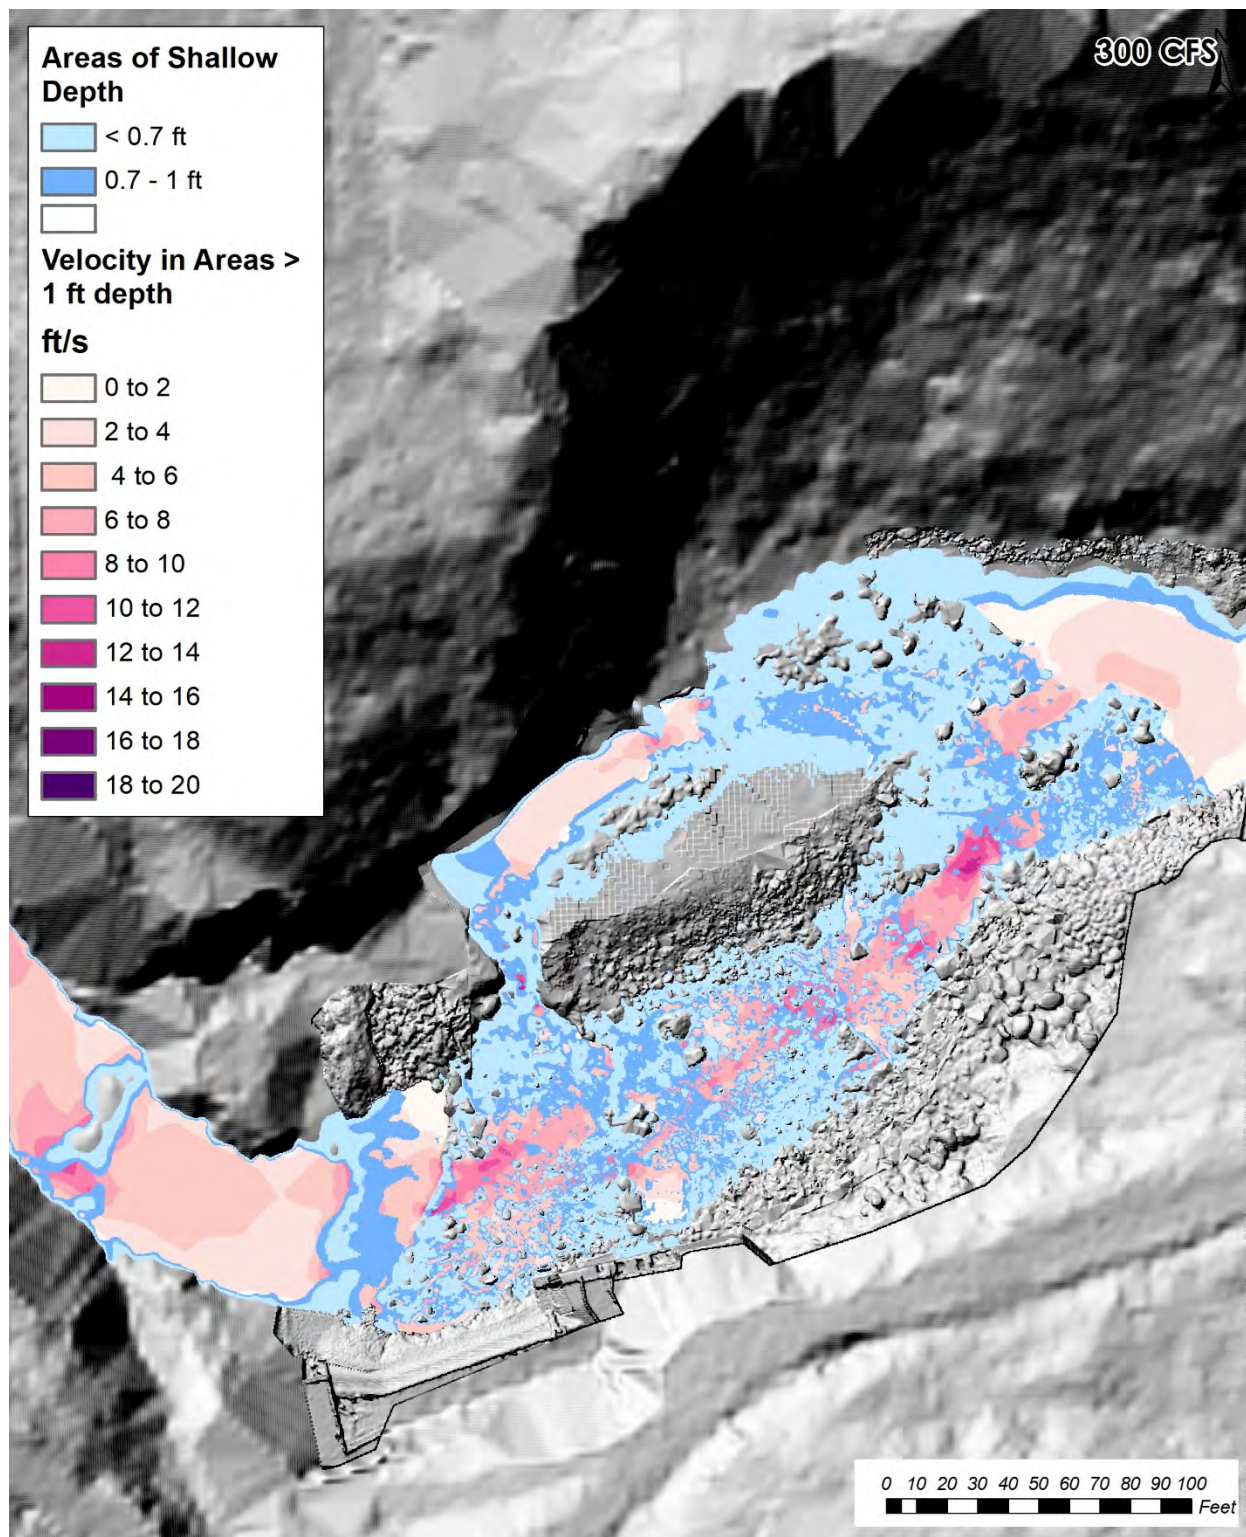 Areas of Shallow
Depth
< 0.7 ft
0.7 - 1 ft
Velocity in Areas >
1 ft depth
ft/s
0 to 2
2 to 4
4 to 6
6 to 8
8 to 10
10 to 12
12 to 14
14 to 16
16 to 18
18 to 20
300 CFS
0 10 20 30 40 50 60 70 80 90 100
Feet